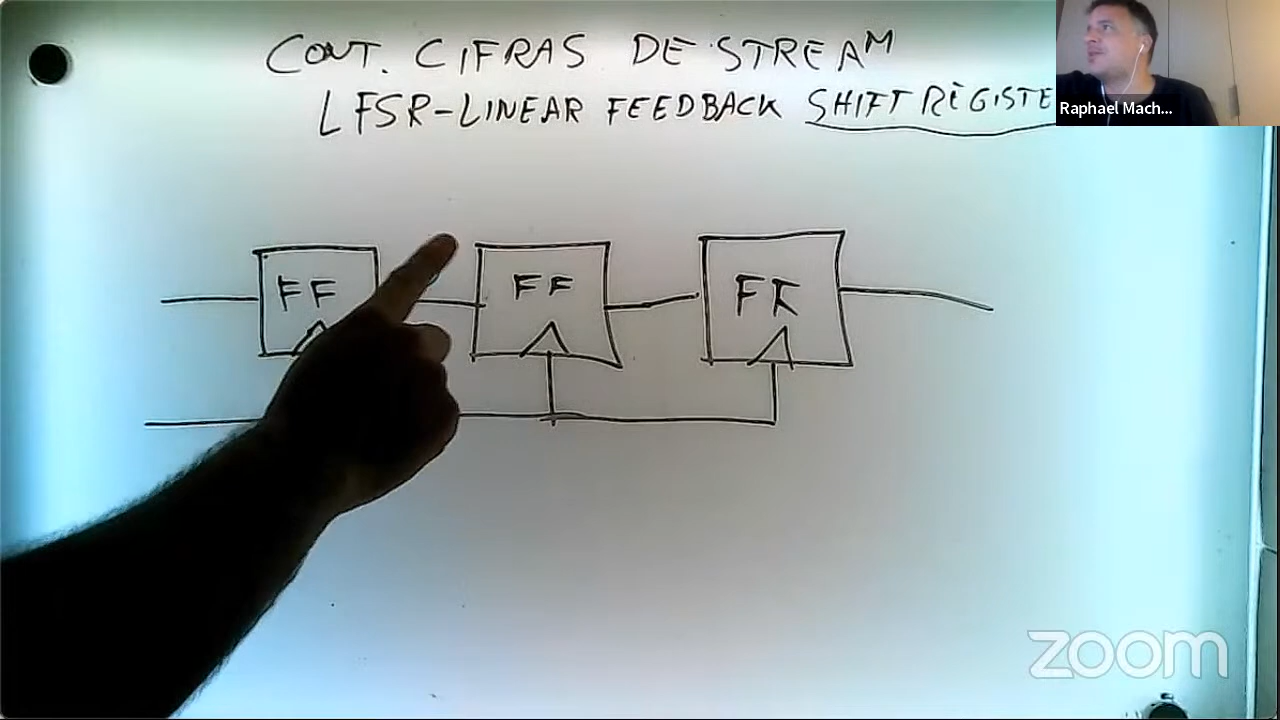 CONT. CIFRAS DE STREAM
LFSR-LINEAR FEEDBACK SHIFT REGISTE
Raphael Mach...
FF FF FF
zoom